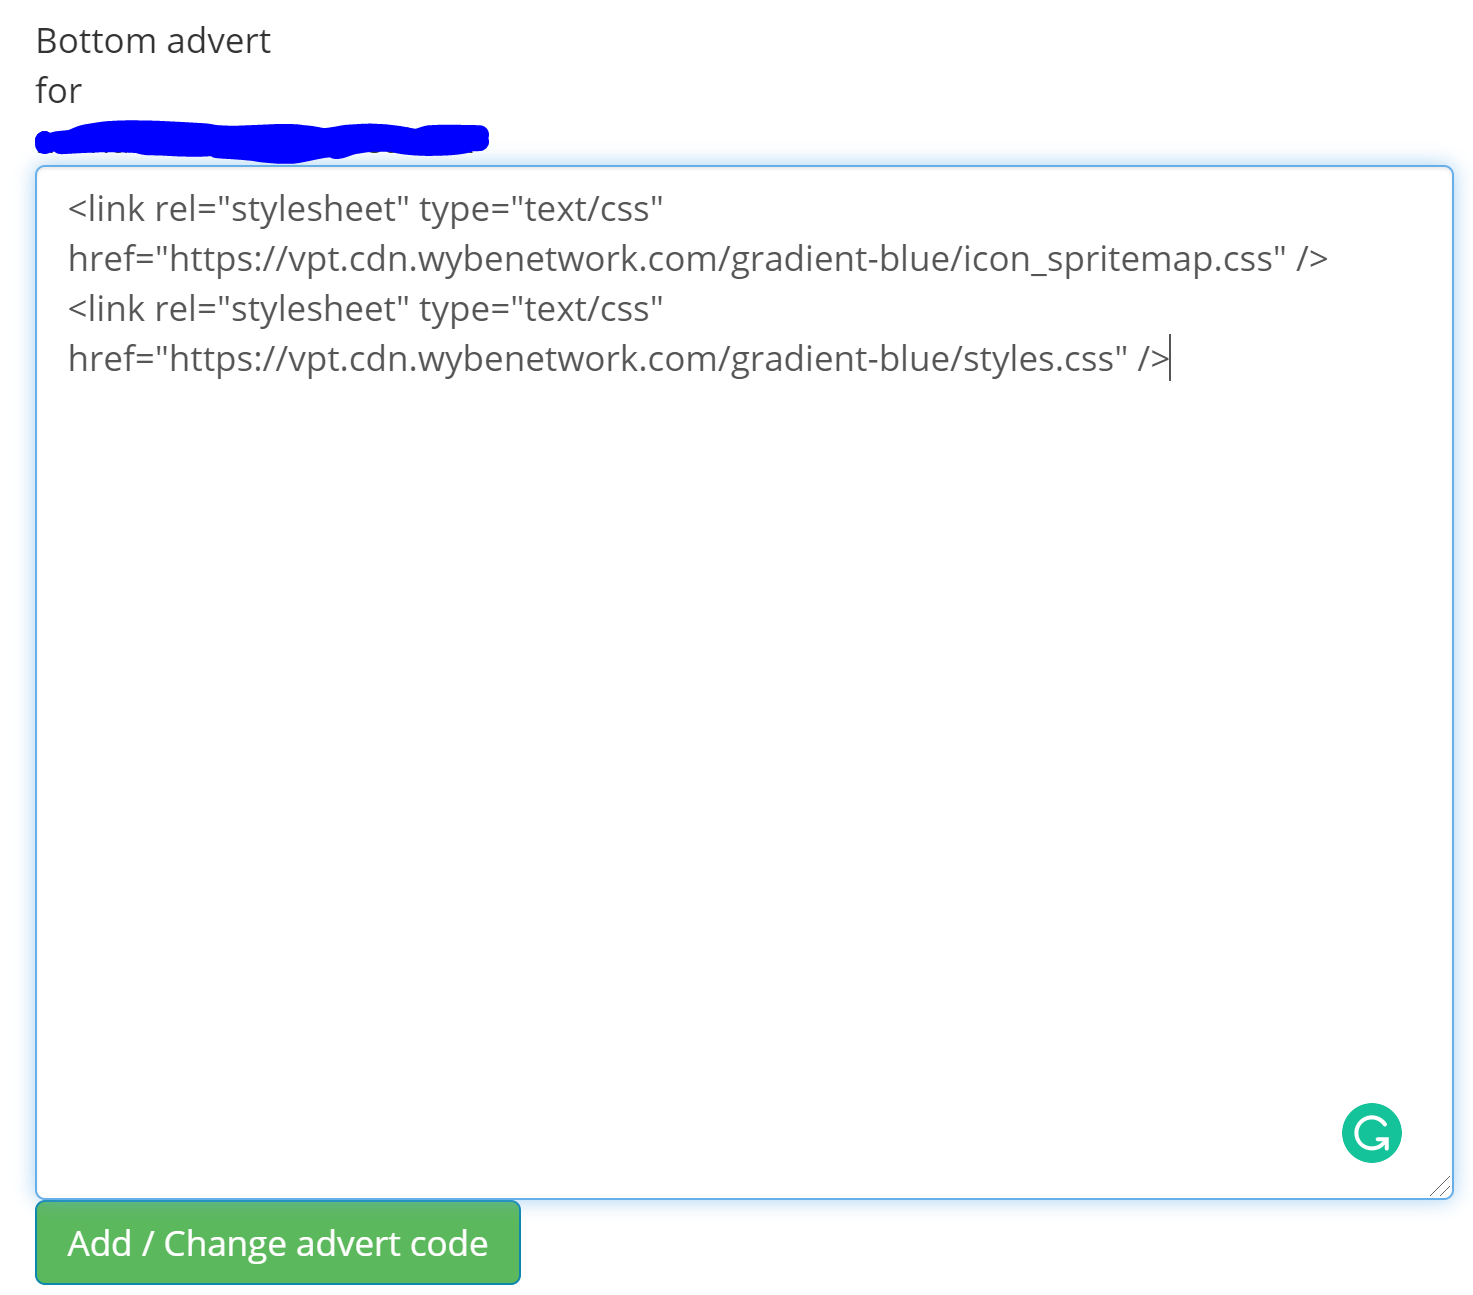 Bottom advert
for
<link rel="stylesheet" type="text/css"
href="https://vpt.cdn.wybenetwork.com/gradient-blue/icon_spritemap.css" />
<link rel="stylesheet" type="text/css"
href="https://vpt.cdn.wybenetwork.com/gradient-blue/styles.css" />
Add / Change advert code